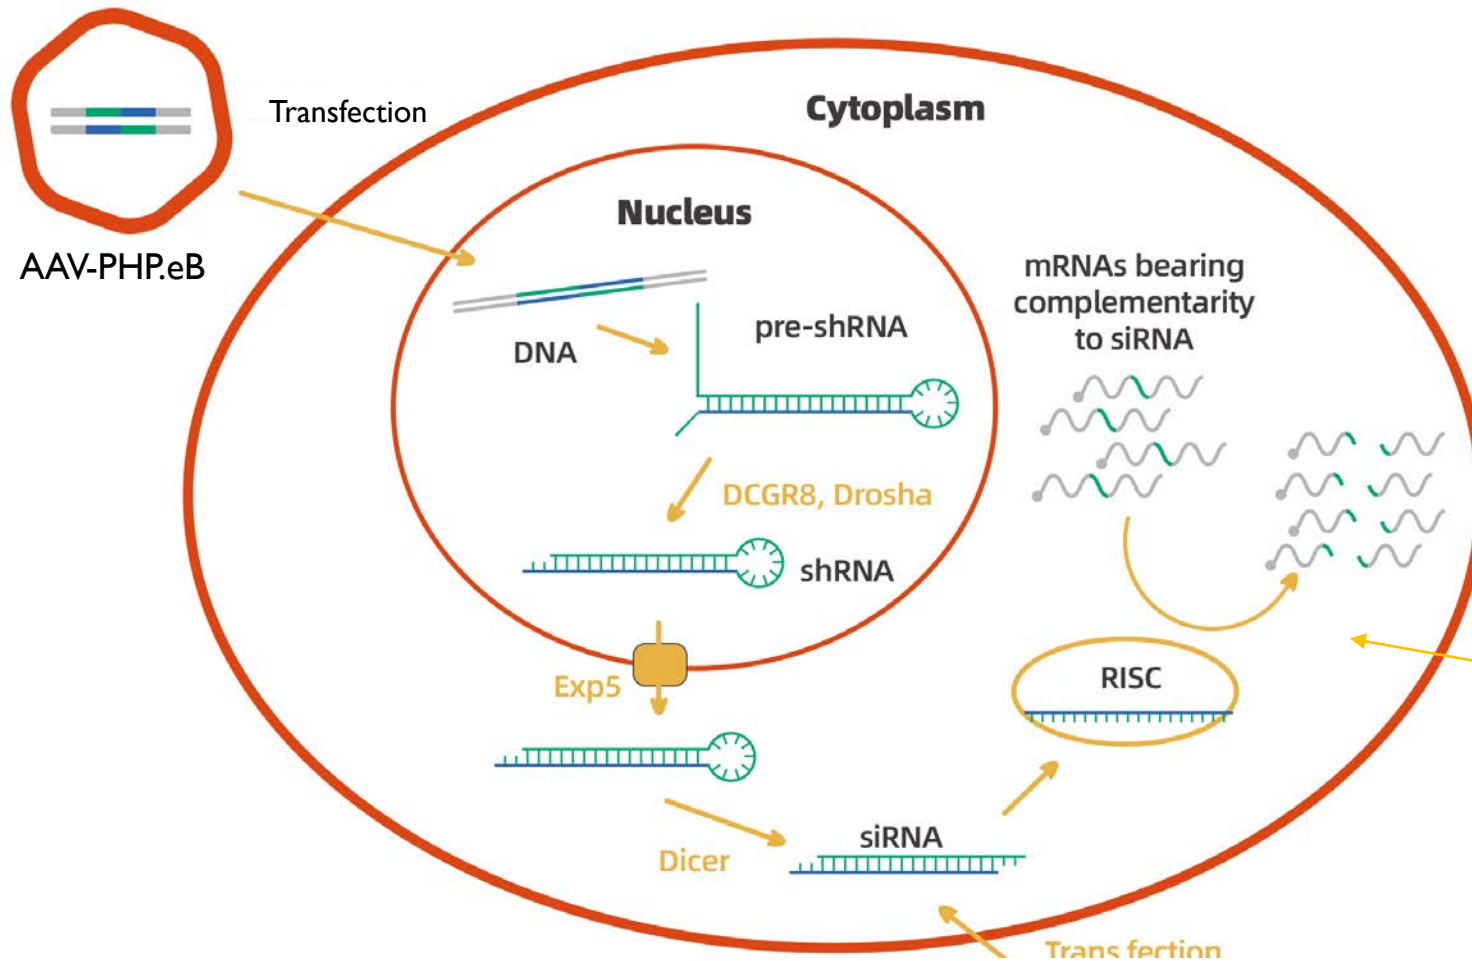 Transfection
Cytoplasm
AAV-PHP.eB
Nucleus
mRNAs bearing
complementarity
to siRNA
pre-shRNA
DNA
DCGR8, Drosha
shRNA
Exp5
RISC
siRNA
Dicer
Trans fection